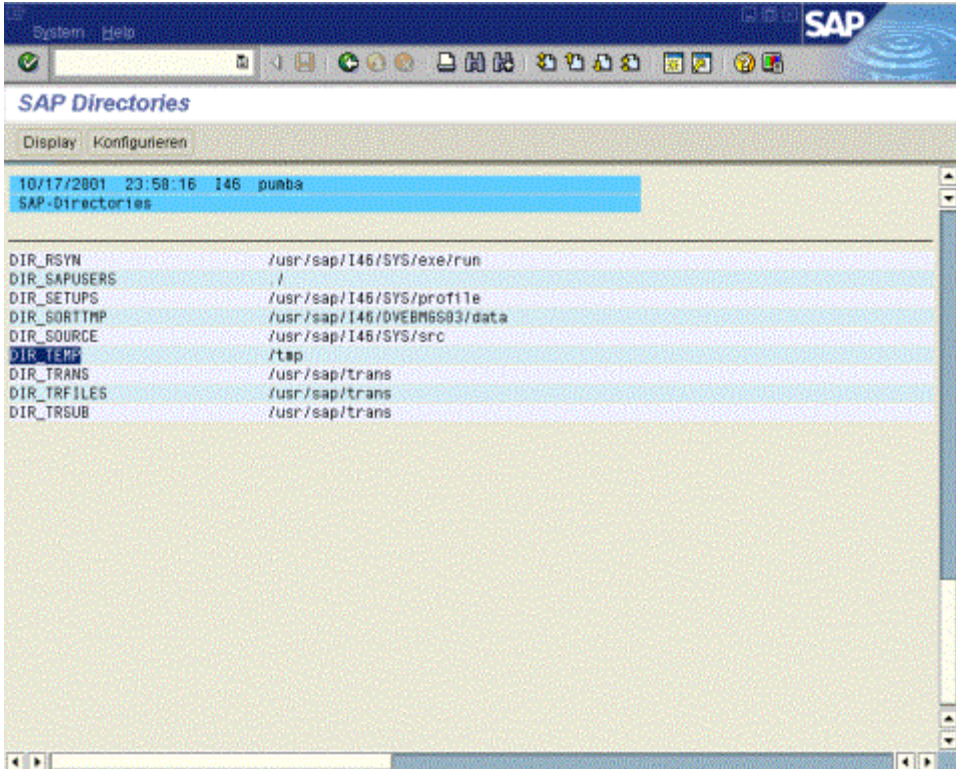 System Help
SAP
SAP Directories
Display Konfigurieren
10/17/2001 23:58:16 I46 pumba
SAP-Directories
DIR_RSYN /usr/sap/I46/SYS/exe/run
DIR_SAPUSERS ./
DIR_SETUPS /usr/sap/I46/SYS/profile
DIR_SORTTMP /usr/sap/I46/DVEBMGS03/data
DIR_SOURCE /usr/sap/I46/SYS/src
DIR_TEMP /tmp
DIR_TRANS /usr/sap/trans
DIR_TRFILES /usr/sap/trans
DIR_TRSUB /usr/sap/trans